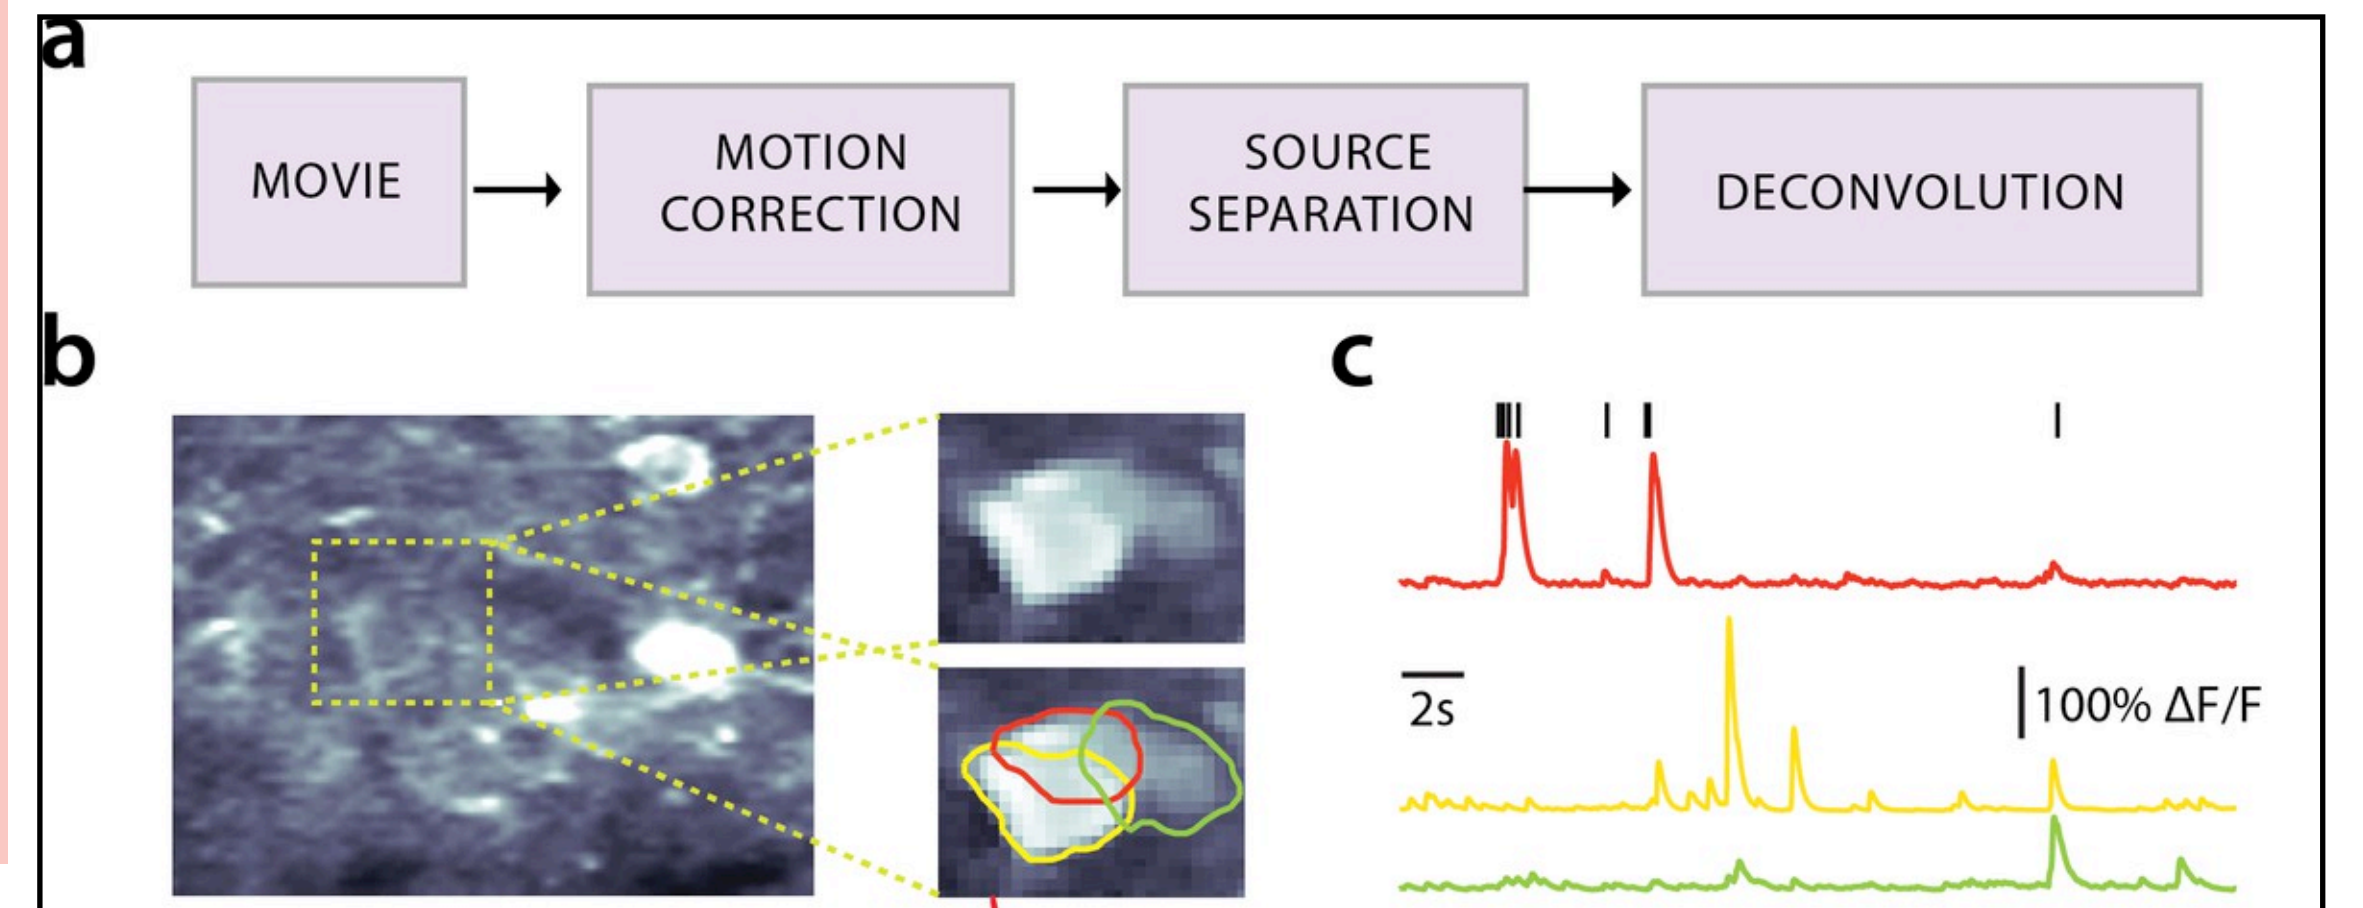 a
MOVIE
MOTION
CORRECTION
SOURCE
SEPARATION
DECONVOLUTION
b
c
2s
100% ΔF/F